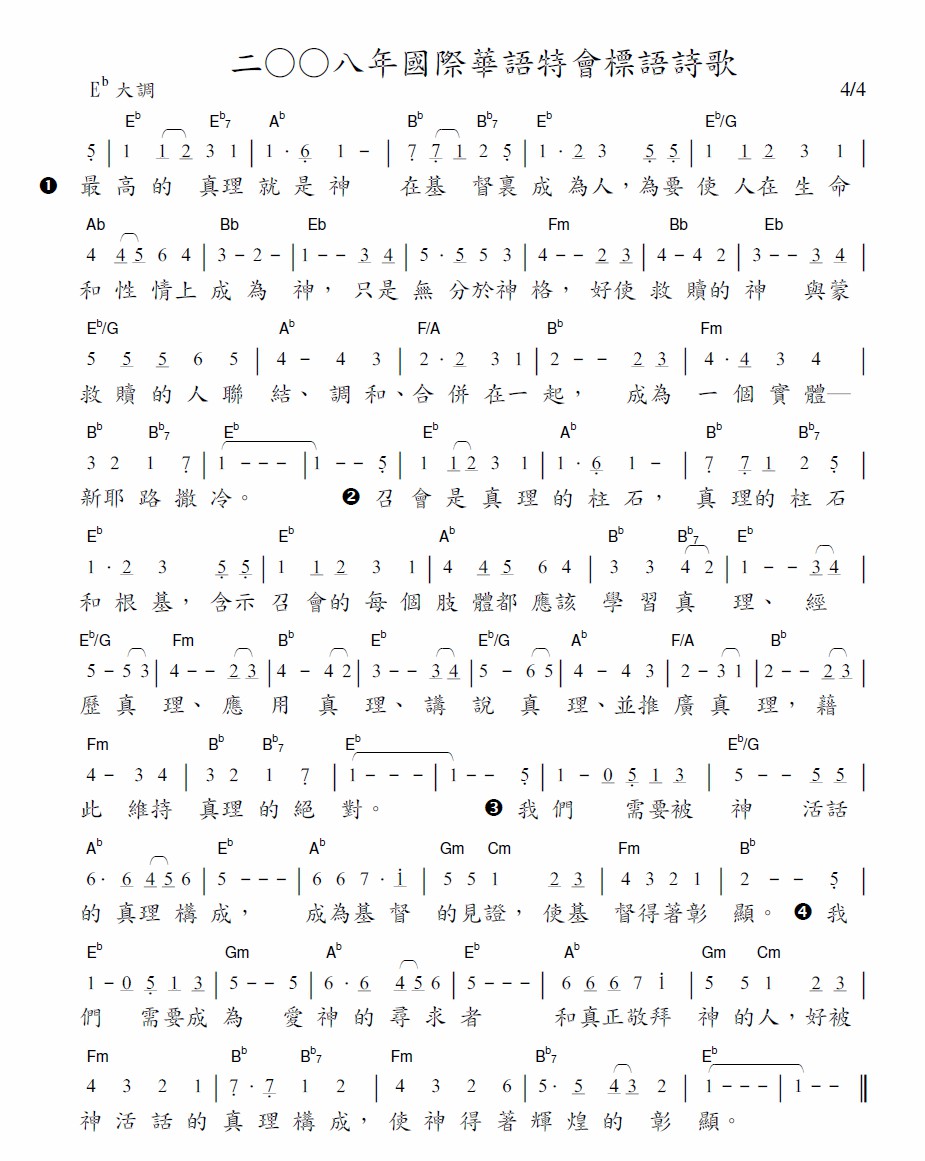 二〇〇八年國際華語特會標語詩歌
E♭ 大調 4/4
E♭ E♭7 A♭ B♭ B♭7 E♭ E♭/G
5̣ | 1 1 2 3 1 | 1 · 6̣ 1 - | 7̣ 7̣ 1 2 5̣ | 1 · 2 3 5̣ 5̣ | 1 1 2 3 1 |
❶ 最高的真理就是神 在基督裏成為人，為要使人在生命
Ab Bb Eb Fm Bb Eb
4 4 5 6 4 | 3 - 2 - | 1 - - 3 4 | 5 · 5 5 3 | 4 - - 2 3 | 4 - 4 2 | 3 - - 3 4 |
和性情上成為神，只是無分於神格，好使救贖的神與蒙
E♭/G A♭ F/A B♭ Fm
5 5 5 6 5 | 4 - 4 3 | 2 · 2 3 1 | 2 - - 2 3 | 4 · 4 3 4 |
救贖的人聯結、調和、合併在一起，成為一個實體─
B♭ B♭7 E♭ E♭ A♭ B♭ B♭7
3 2 1 7̣ | 1 - - - | 1 - - 5̣ | 1 1 2 3 1 | 1 · 6̣ 1 - | 7̣ 7̣ 1 2 5̣ |
新耶路撒冷。 ❷ 召會是真理的柱石，真理的柱石
E♭ E♭ A♭ B♭ B♭7 E♭
1 · 2 3 5̣ 5̣ | 1 1 2 3 1 | 4 4 5 6 4 | 3 3 4 2 | 1 - - 3 4 |
和根基，含示召會的每個肢體都應該學習真理、經
E♭/G Fm B♭ E♭ E♭/G A♭ F/A B♭
5 - 5 3 | 4 - - 2 3 | 4 - 4 2 | 3 - - 3 4 | 5 - 6 5 | 4 - 4 3 | 2 - 3 1 | 2 - - 2 3 |
歷真理、應用真理、講說真理、並推廣真理，藉
Fm B♭ B♭7 E♭ E♭/G
4 - 3 4 | 3 2 1 7̣ | 1 - - - | 1 - - 5̣ | 1 - 0 5̣ 1 3 | 5 - - 5 5 |
此維持真理的絕對。 ❸ 我們需要被神活話
A♭ E♭ A♭ Gm Cm Fm B♭
6 · 6 4 5 6 | 5 - - - | 6 6 7 · 1̇ | 5 5 1 2 3 | 4 3 2 1 | 2 - - 5̣ |
的真理構成，成為基督的見證，使基督得著彰顯。 ❹ 我
E♭ Gm A♭ E♭ A♭ Gm Cm
1 - 0 5̣ 1 3 | 5 - - 5 | 6 · 6 4 5 6 | 5 - - - | 6 6 6 7 1̇ | 5 5 1 2 3 |
們需要成為愛神的尋求者 和真正敬拜神的人，好被
Fm B♭ B♭7 Fm B♭7 E♭
4 3 2 1 | 7̣ · 7̣ 1 2 | 4 3 2 6 | 5 · 5 4 3 2 | 1 - - - | 1 - - ‖
神活話的真理構成，使神得著輝煌的彰顯。